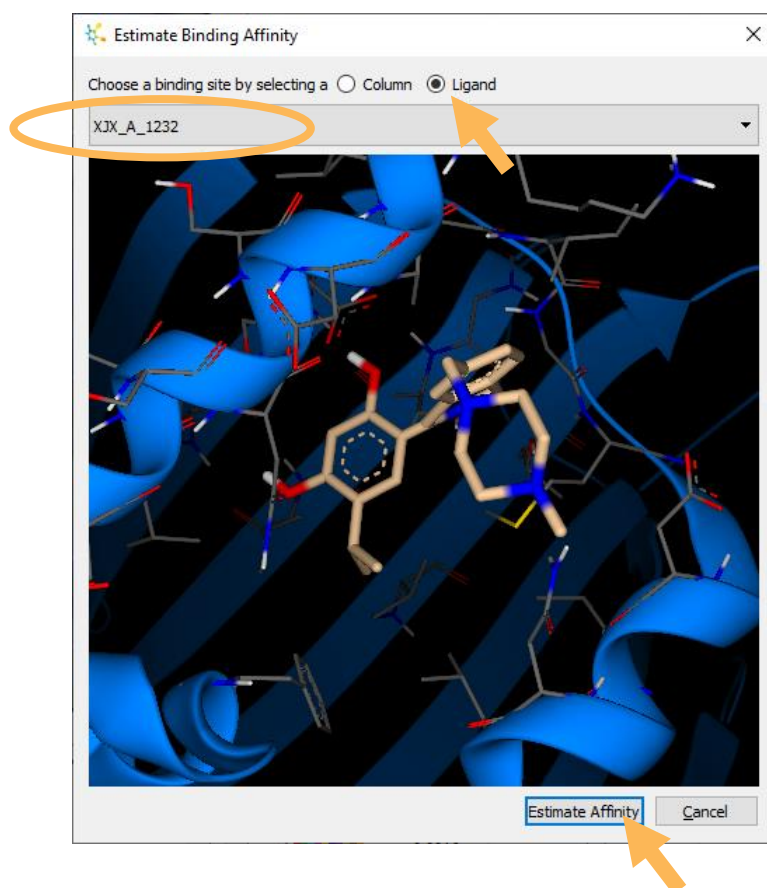 Estimate Binding Affinity
Choose a binding site by selecting a Column Ligand
XJX_A_1232
Estimate Affinity Cancel